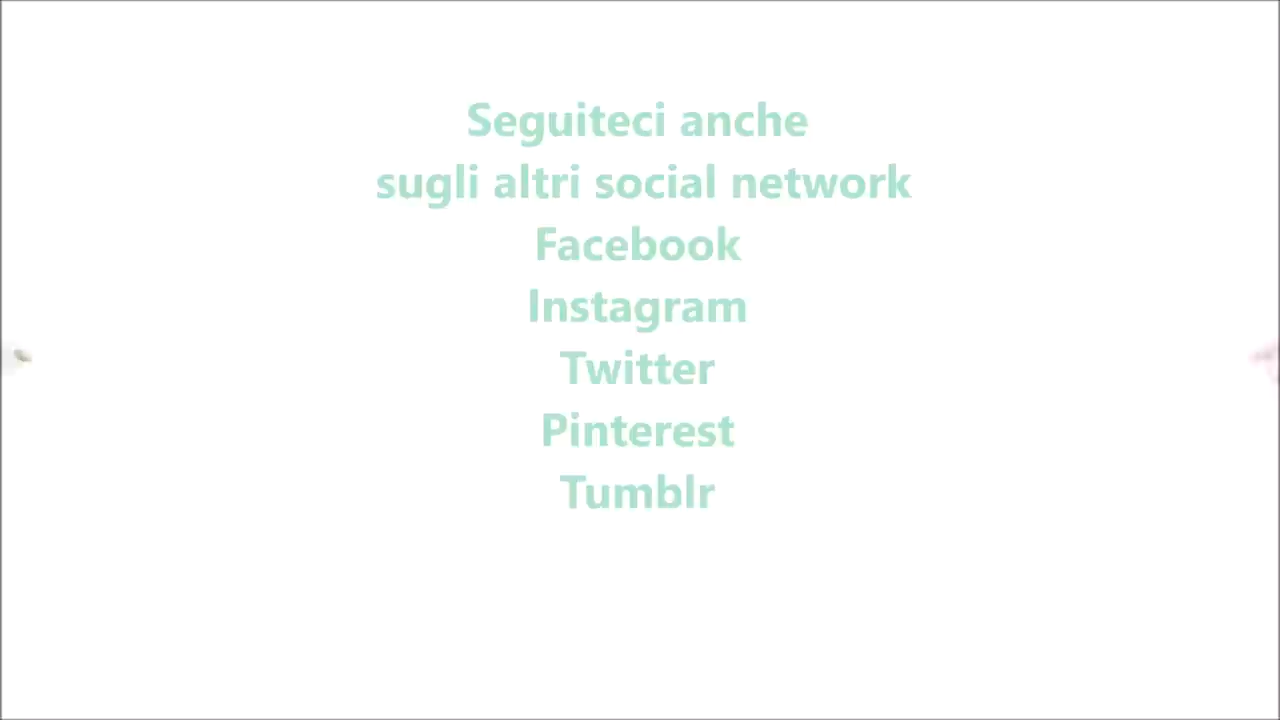 Seguiteci anche
sugli altri social network
Facebook
Instagram
Twitter
Pinterest
Tumblr